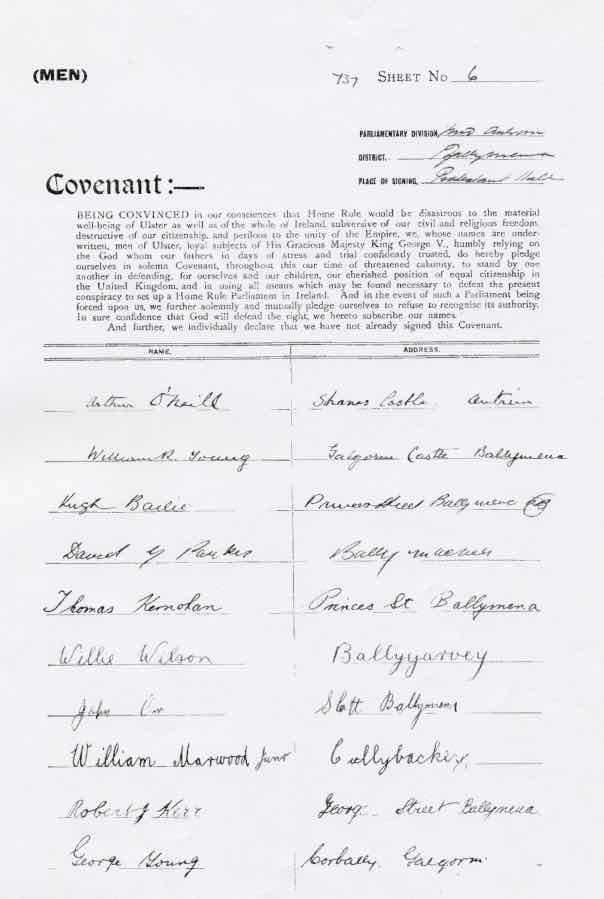 (MEN)
737 SHEET No 6
PARLIAMENTARY DIVISION, Mid Antrim
DISTRICT. Ballymena
PLACE OF SIGNING, Protestant Hall
Covenant:—
BEING CONVINCED in our consciences that Home Rule would be disastrous to the material
well-being of Ulster as well as of the whole of Ireland, subversive of our civil and religious freedom,
destructive of our citizenship, and perilous to the unity of the Empire, we, whose names are under-
written, men of Ulster, loyal subjects of His Gracious Majesty King George V., humbly relying on
the God whom our fathers in days of stress and trial confidently trusted, do hereby pledge
ourselves in solemn Covenant, throughout this our time of threatened calamity, to stand by one
another in defending, for ourselves and our children, our cherished position of equal citizenship in
the United Kingdom, and in using all means which may be found necessary to defeat the present
conspiracy to set up a Home Rule Parliament in Ireland. And in the event of such a Parliament being
forced upon us, we further solemnly and mutually pledge ourselves to refuse to recognise its authority.
In sure confidence that God will defend the right, we hereto subscribe our names.
And further, we individually declare that we have not already signed this Covenant.
NAME. ADDRESS.
Arthur O'Neill Shanes Castle Antrim
William R. Young Galgorm Castle Ballymena
Hugh Bailie Princes Street Ballymena
David Parker
Thomas Kernohan Princes St Ballymena
Willie Wilson Ballygarvey
John Orr Ballymena
William Marwood Junr Cullybackey,
Robert J Kerr George Street Ballymena
George Young Corbally Galgorm